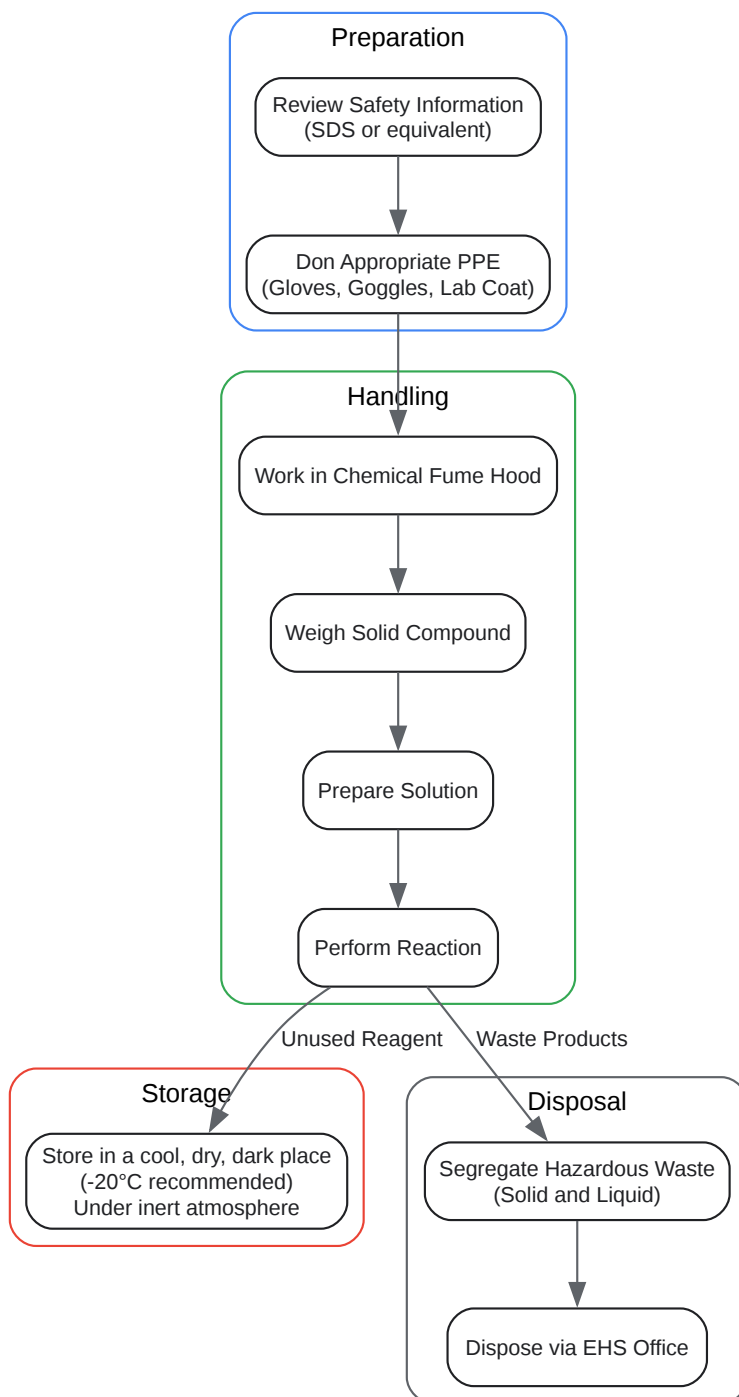 Preparation
Review Safety Information
(SDS or equivalent)
Don Appropriate PPE
(Gloves, Goggles, Lab Coat)
Handling
Work in Chemical Fume Hood
Weigh Solid Compound
Prepare Solution
Perform Reaction
Unused Reagent
Waste Products
Storage
Store in a cool, dry, dark place
(-20°C recommended)
Under inert atmosphere
Disposal
Segregate Hazardous Waste
(Solid and Liquid)
Dispose via EHS Office